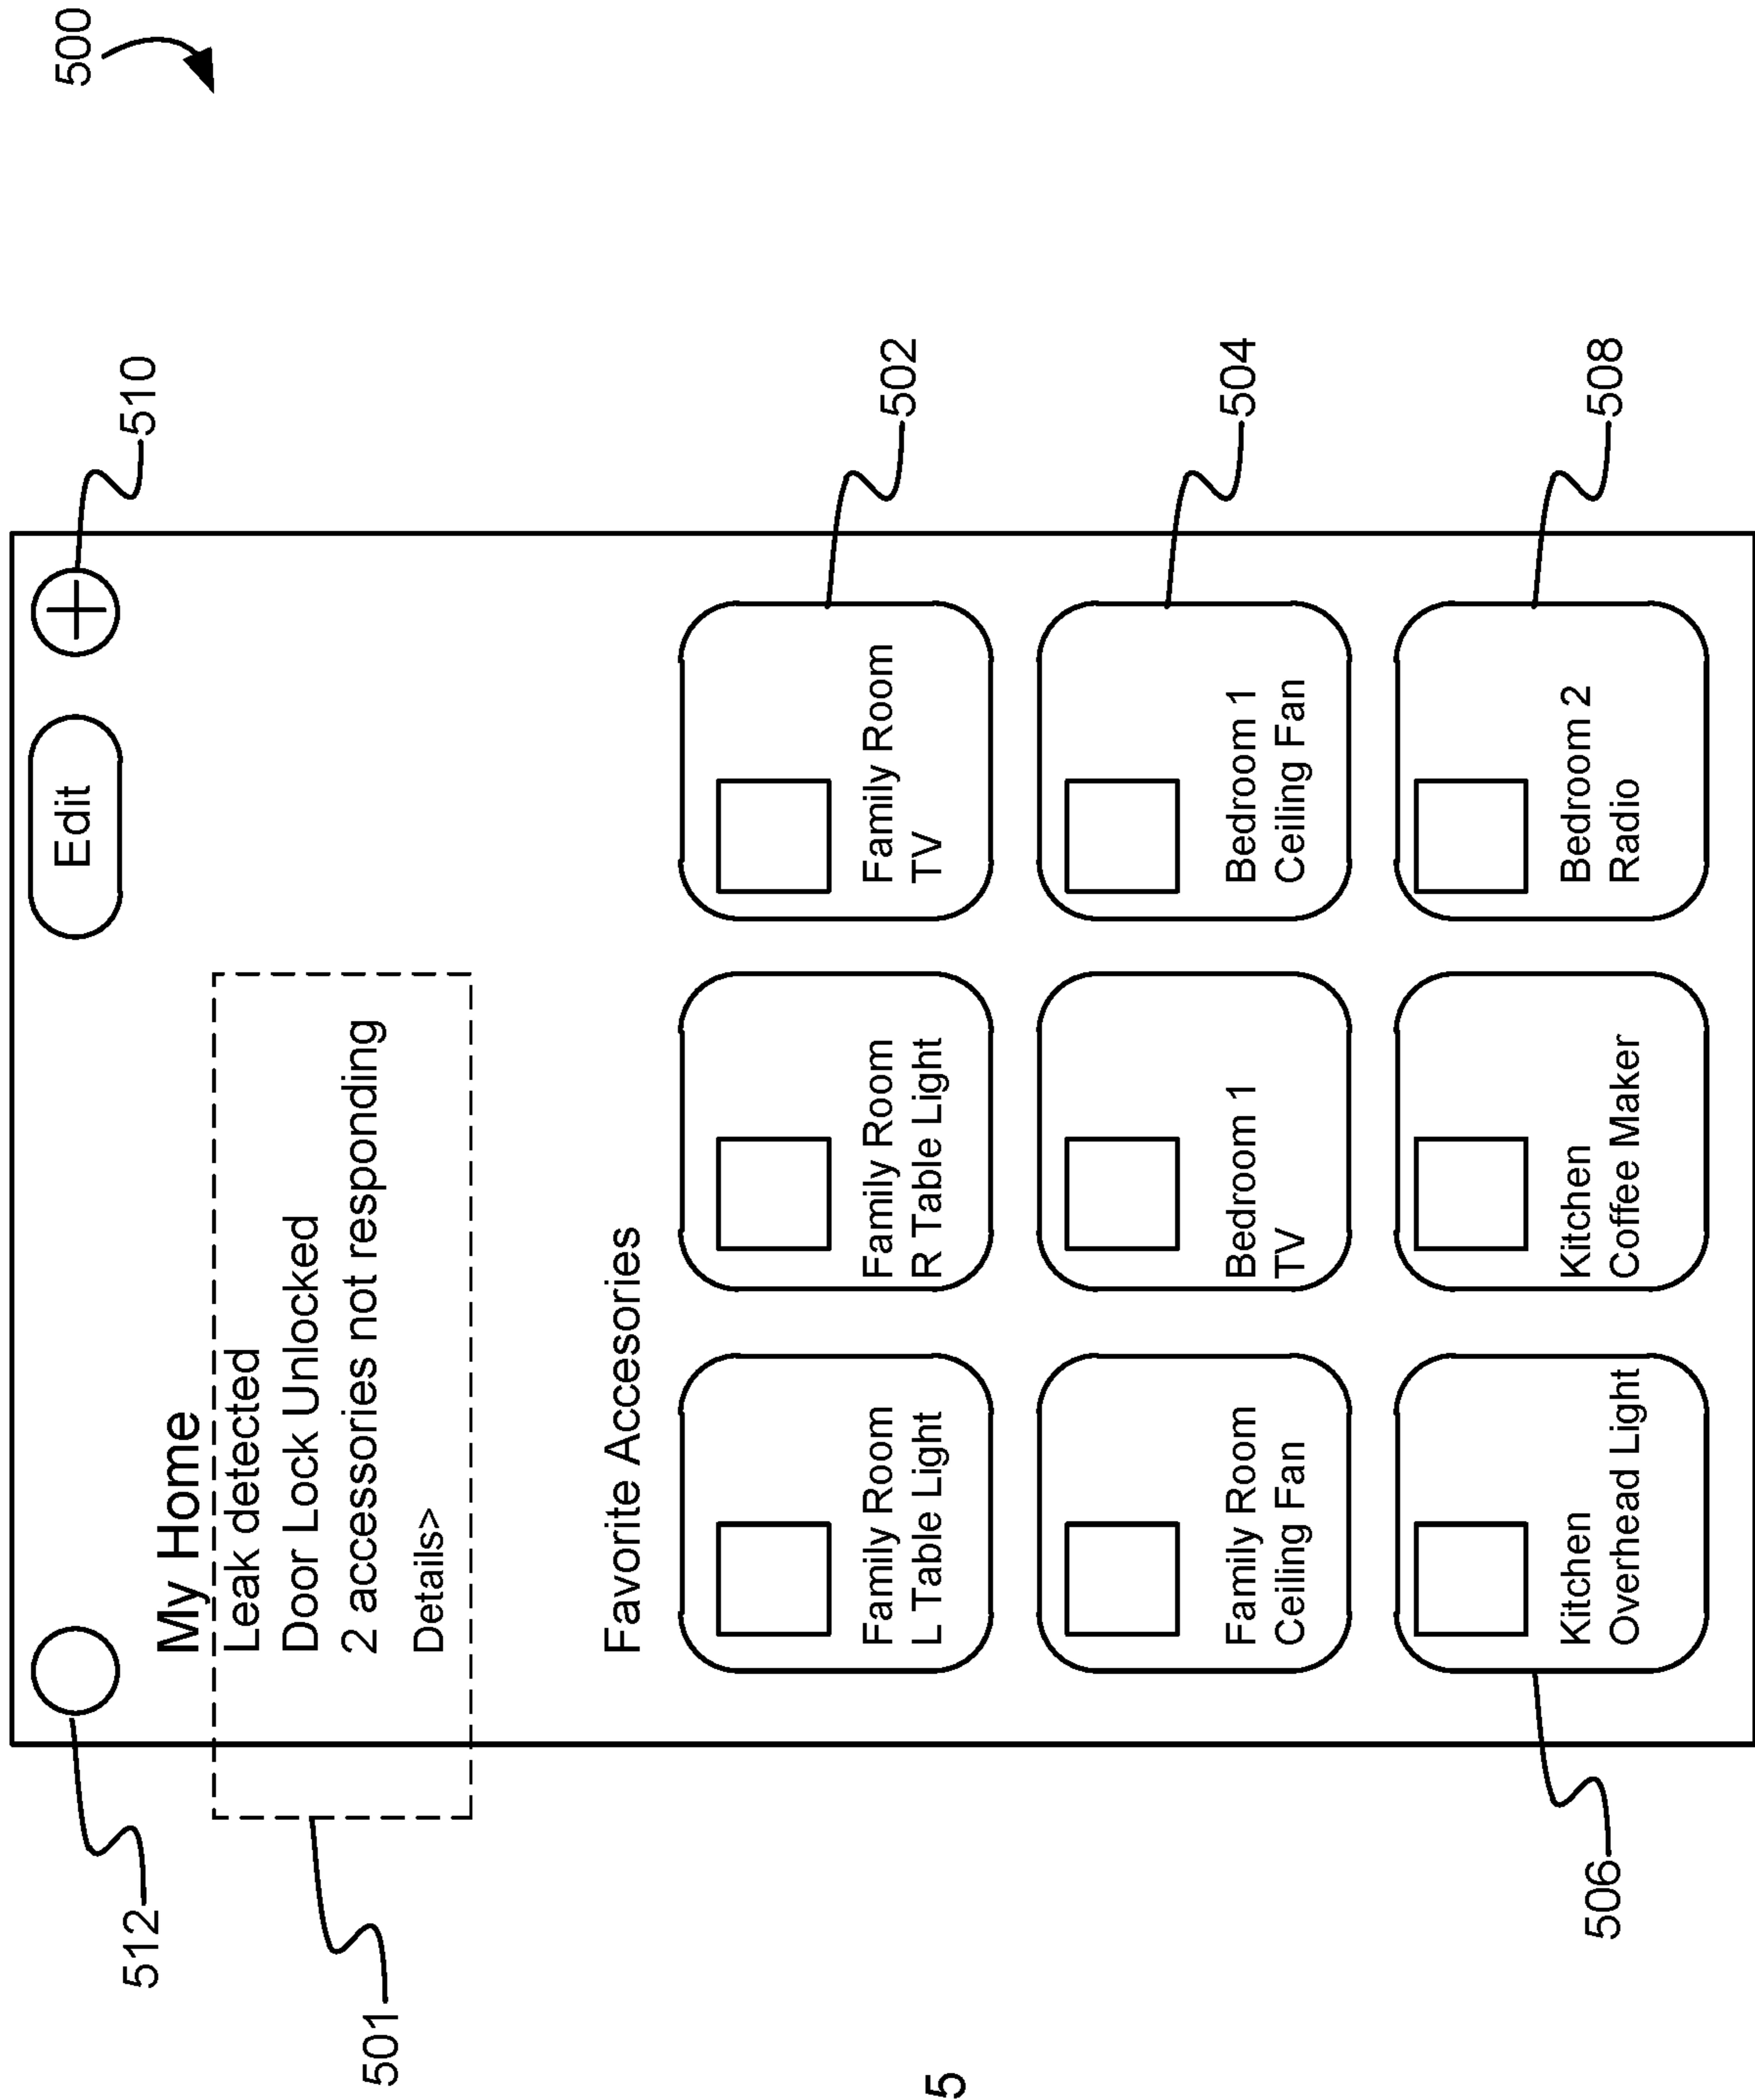 500
510
Edit
512
My Home
Leak detected
Door Lock Unlocked
2 accessories not responding
Details>
501
Favorite Accesories
Family Room
L Table Light
Family Room
R Table Light
Family Room
TV
502
Family Room
Ceiling Fan
Bedroom 1
TV
Bedroom 1
Ceiling Fan
504
Kitchen
Overhead Light
Kitchen
Coffee Maker
Bedroom 2
Radio
508
506
5